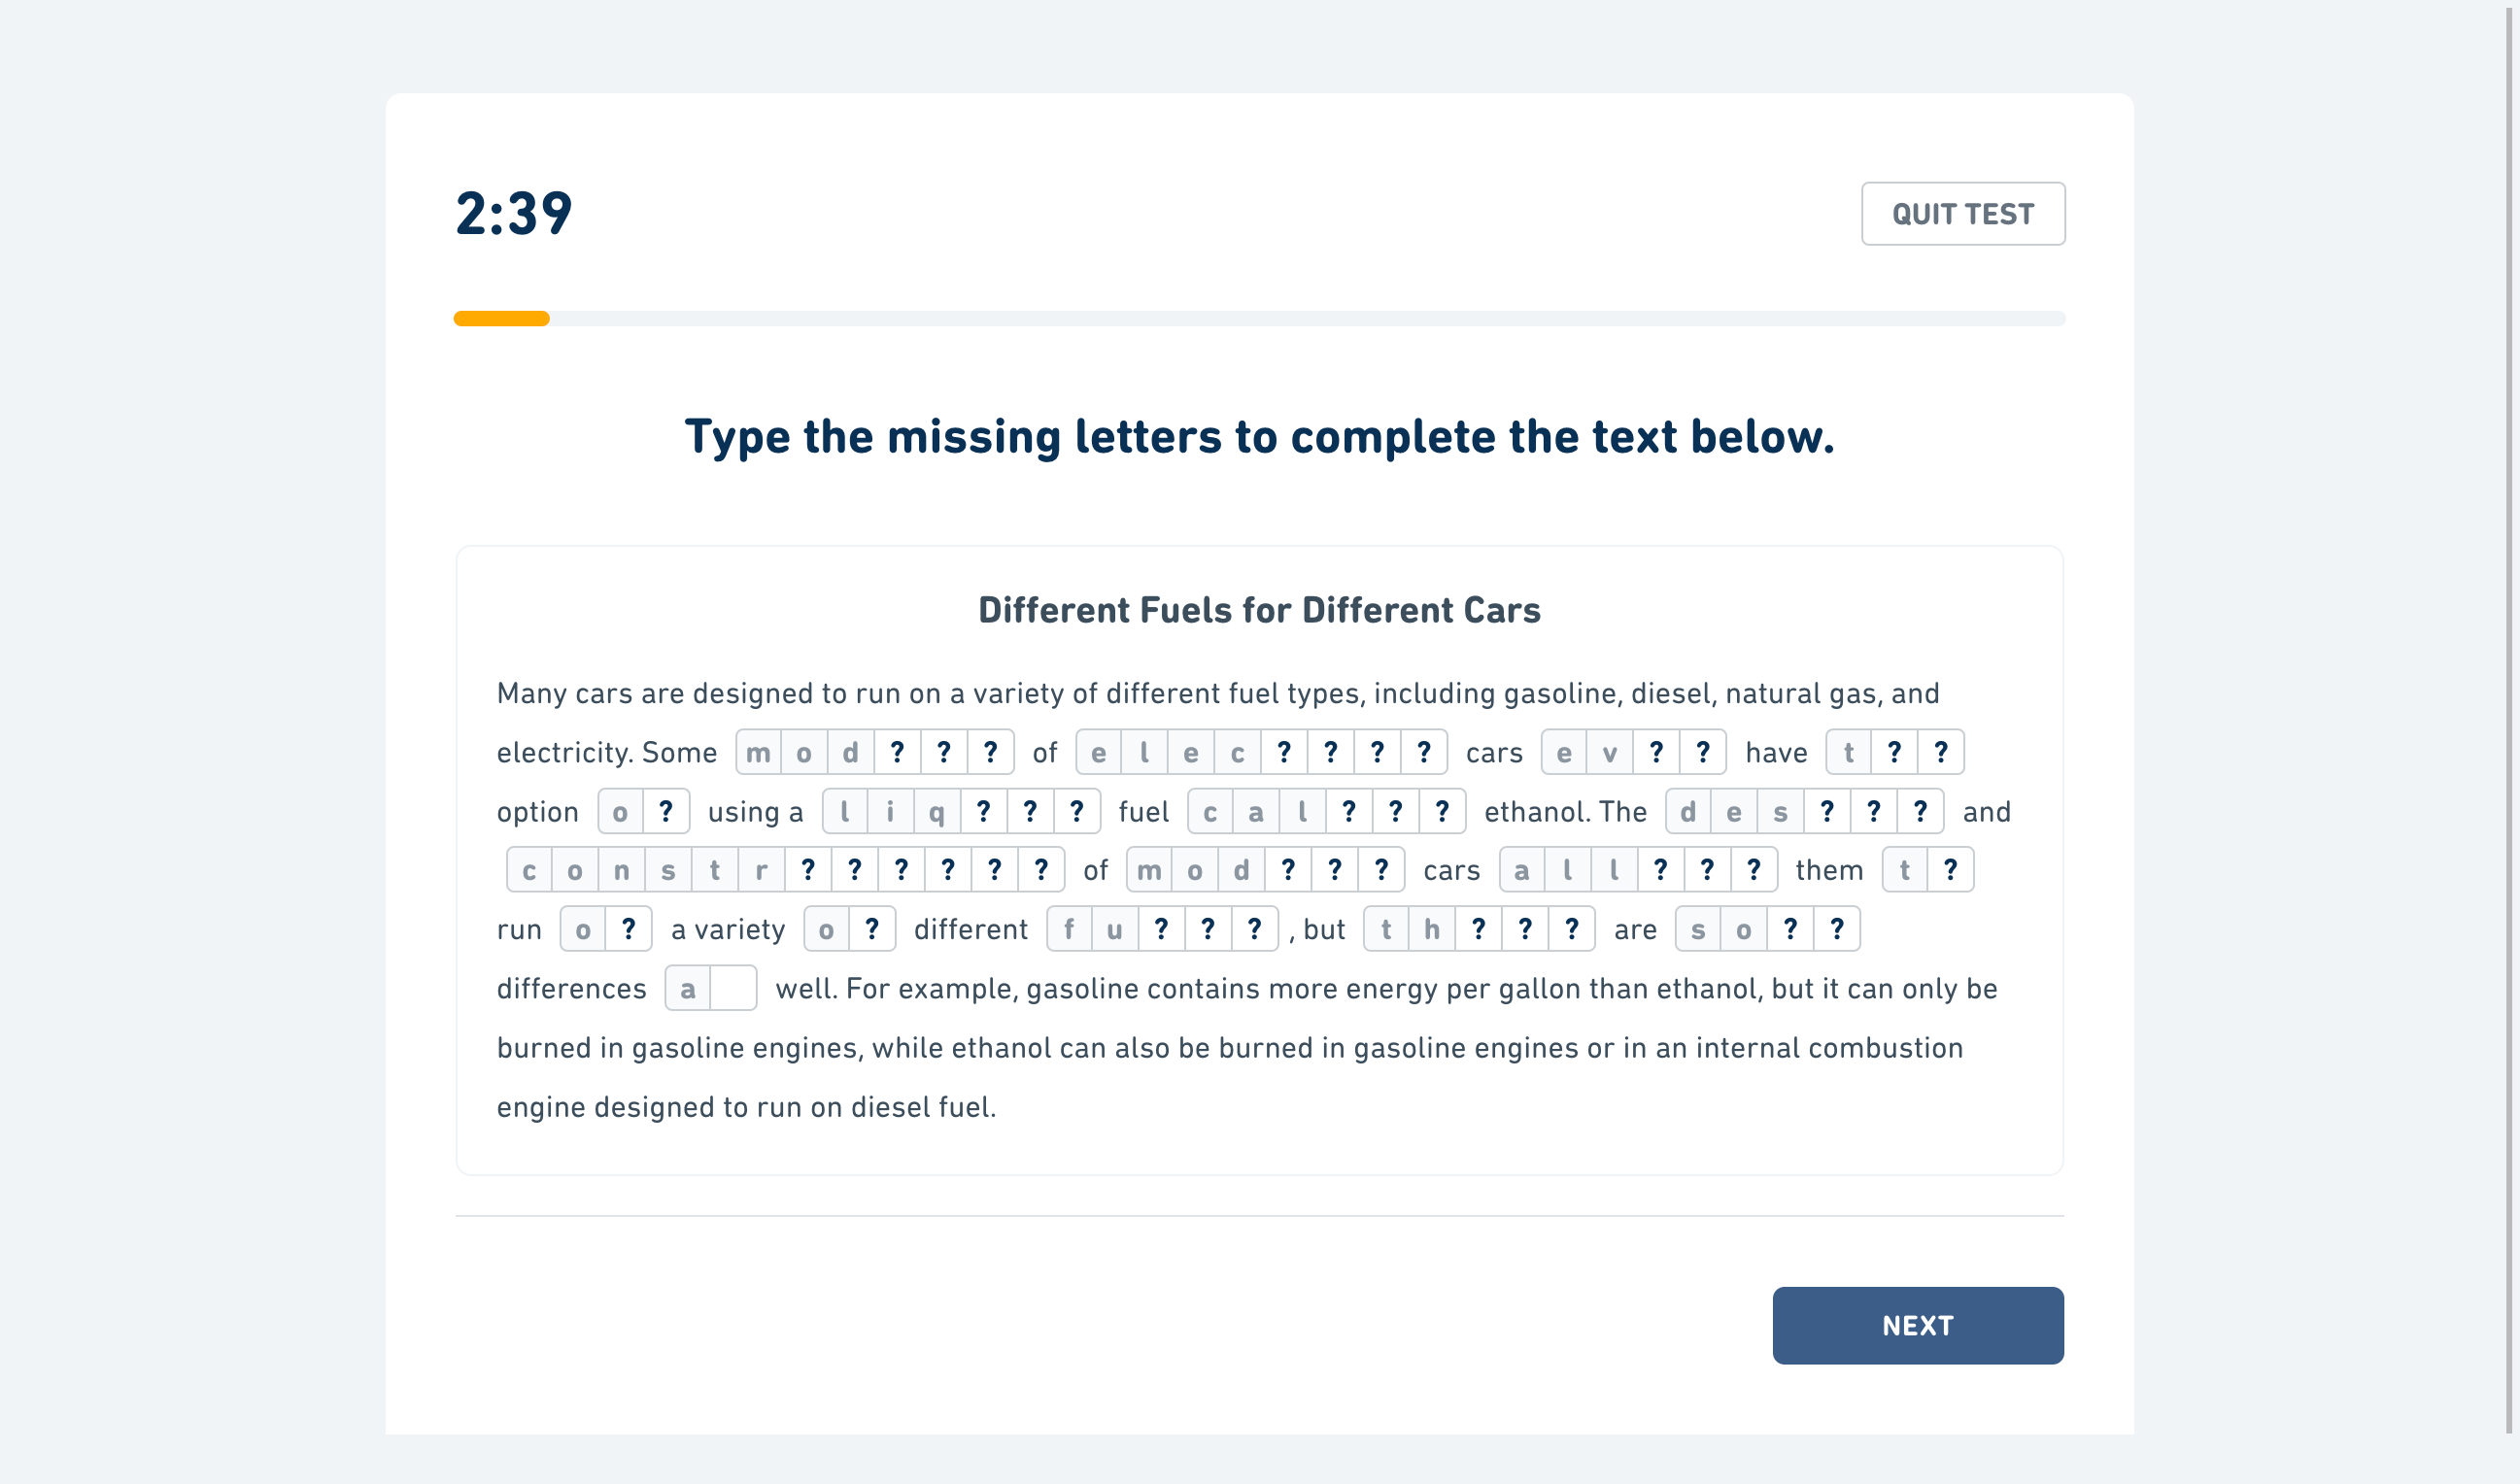 2:39
QUIT TEST
Type the missing letters to complete the text below.
Different Fuels for Different Cars
Many cars are designed to run on a variety of different fuel types, including gasoline, diesel, natural gas, and
electricity. Some mod??? of elec???? cars ev?? have t??
option o? using a liq??? fuel cal??? ethanol. The des??? and
constr?????? of mod??? cars all??? them t?
run o? a variety o? different fu???, but th??? are so??
differences a well. For example, gasoline contains more energy per gallon than ethanol, but it can only be
burned in gasoline engines, while ethanol can also be burned in gasoline engines or in an internal combustion
engine designed to run on diesel fuel.
NEXT